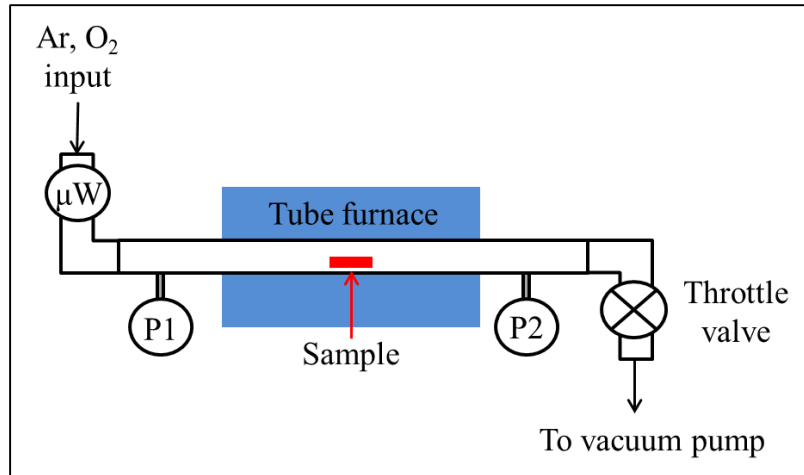 Ar, O₂
input
μW
Tube furnace
P1
P2
Throttle
valve
Sample
To vacuum pump